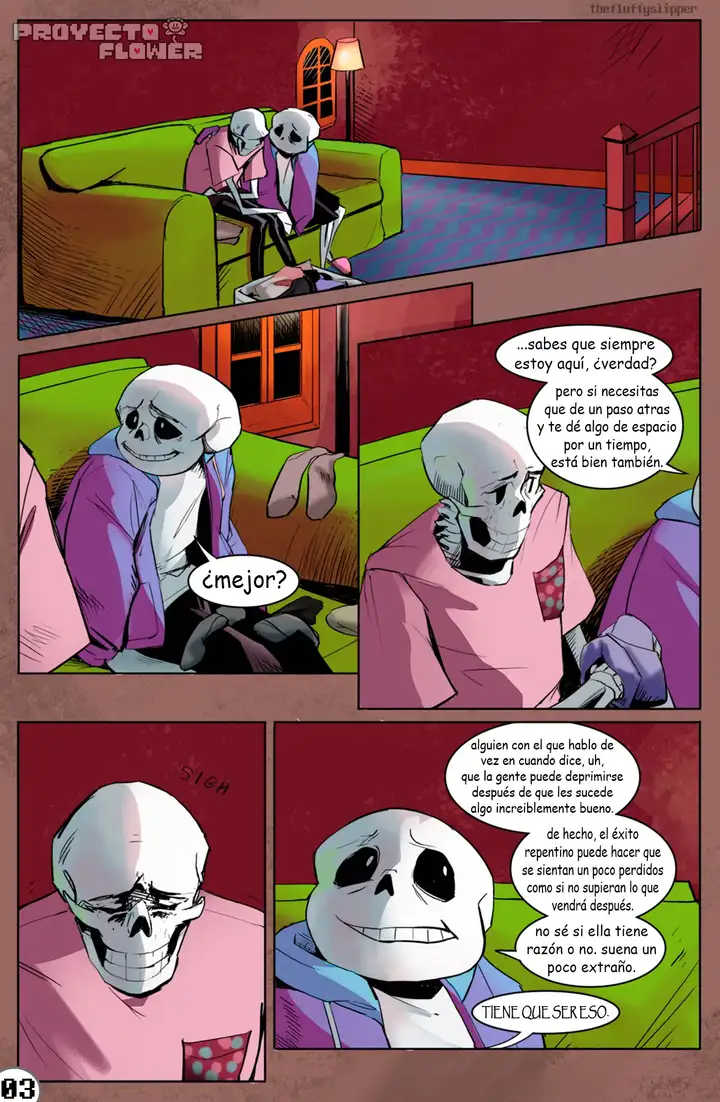 thefluffyslipper
PROYECTO
FLOWER
¿mejor?
...sabes que siempre
estoy aquí, ¿verdad?
pero si necesitas
que de un paso atras
y te dé algo de espacio
por un tiempo,
está bien también.
SIGH
alguien con el que hablo de
vez en cuando dice, uh,
que la gente puede deprimirse
después de que les sucede
algo increiblemente bueno.
de hecho, el éxito
repentino puede hacer que
se sientan un poco perdidos
como si no supieran lo que
vendrá después.
no sé si ella tiene
razón o no. suena un
poco extraño.
TIENE QUE SER ESO.
03